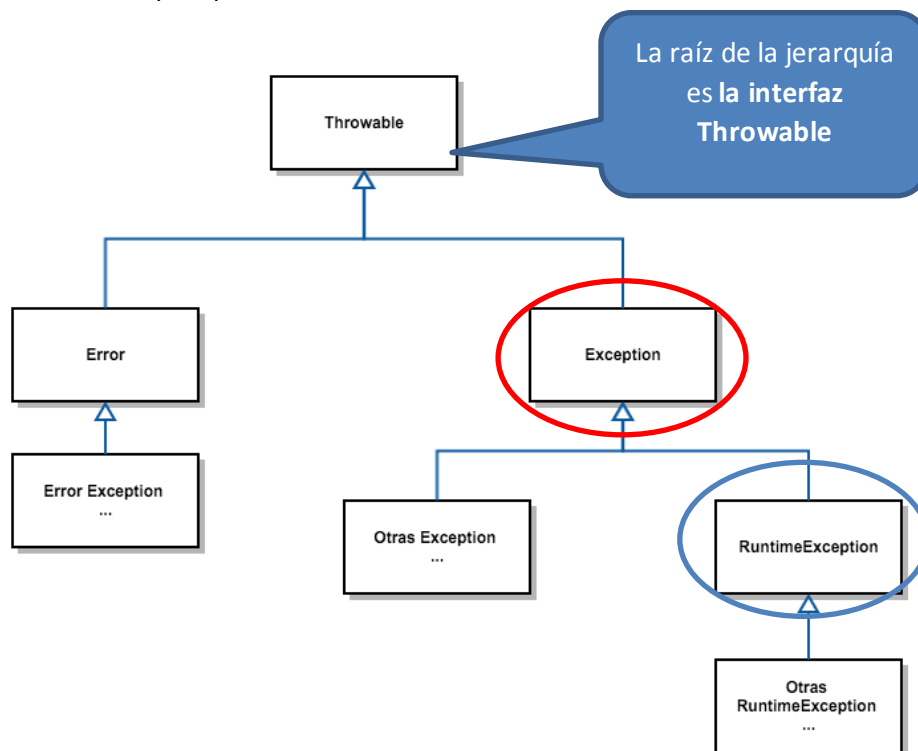 La raíz de la jerarquía
es la interfaz
Throwable
Throwable
Error
Exception
Error Exception
...
Otras Exception
...
RuntimeException
Otras
RuntimeException
...